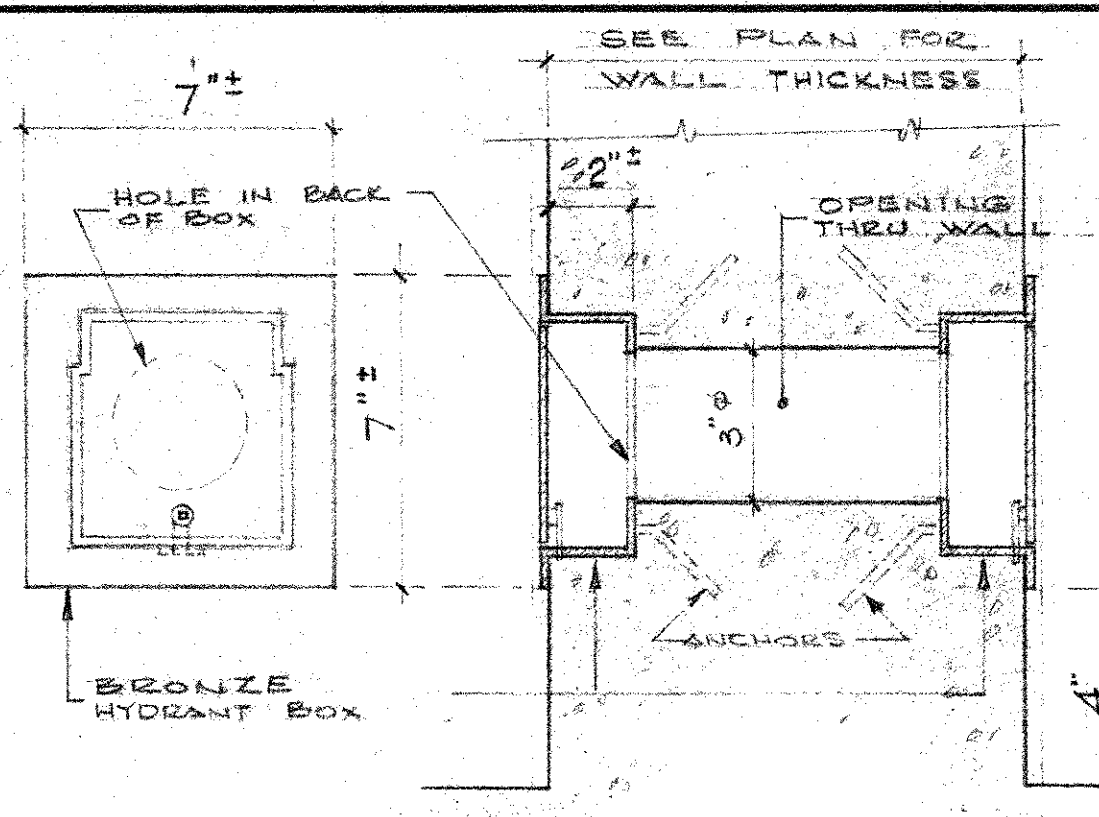 SEE PLAN FOR
WALL THICKNESS
7"±
2"±
HOLE IN BACK
OF BOX
OPENING
THRU WALL
7"±
3"Φ
ANCHORS
BRONZE
HYDRANT BOX
4"